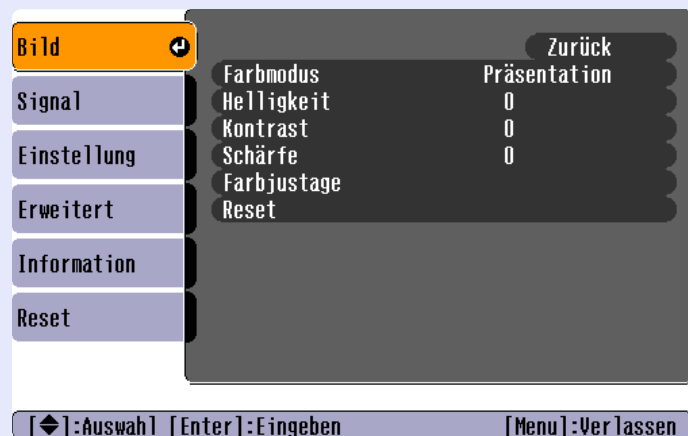 Bild
Signal
Einstellung
Erweitert
Information
Reset
Zurück
Farbmodus Präsentation
Helligkeit 0
Kontrast 0
Schärfe 0
Farbjustage
Reset
[◆]:Auswahl [Enter]:Eingeben [Menu]:Verlassen